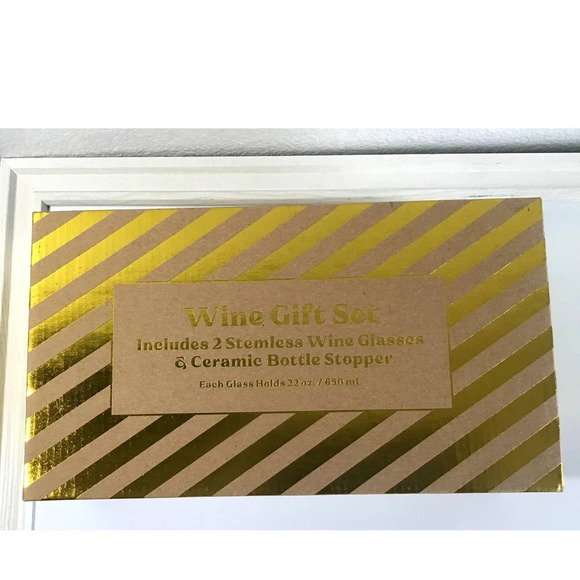 Wine Gift Set
Includes 2 Stemless Wine Glasses
& Ceramic Bottle Stopper
Each Glass Holds 22 oz. / 650 ml.